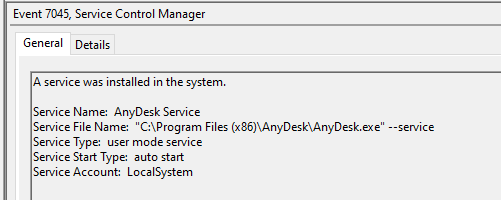 Event 7045, Service Control Manager
General Details
A service was installed in the system.
Service Name:  AnyDesk Service
Service File Name:  "C:\Program Files (x86)\AnyDesk\AnyDesk.exe" --service
Service Type:  user mode service
Service Start Type:  auto start
Service Account:  LocalSystem